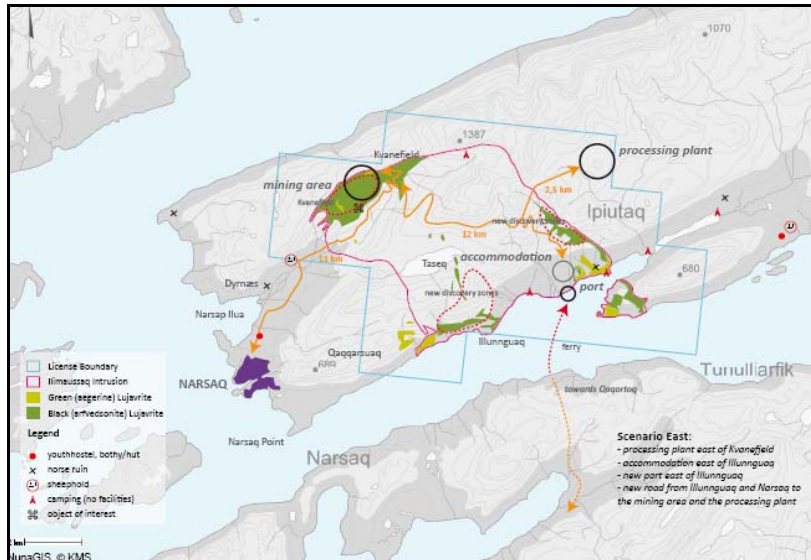 1070
1387
Kvanefjeld
processing plant
mining area
Kvanefjeld
2,5 km
Ipiutaq
new discovery zones
12 km
accommodation
11 km
Taseq
680
port
Dyrnæs
new discovery zones
Narsap Ilua
Illunnguaq
ferry
Qaqqarsuaq
689
Tunulliarfik
License Boundary
Ilimaussaq Intrusion
Green (aegerine) Lujavrite
Black (arfvedsonite) Lujavrite
NARSAQ
towards Qaqortoq
Legend
youthhostel, bothy/hut
norse ruin
sheephold
camping (no facilities)
object of interest
Narsaq Point
Narsaq
Scenario East:
- processing plant east of Kvanefjeld
- accommodation east of Illunnguaq
- new port east of Illunnguaq
- new road from Illunnguaq and Narsaq to
the mining area and the processing plant
km
NunaGIS, © KMS